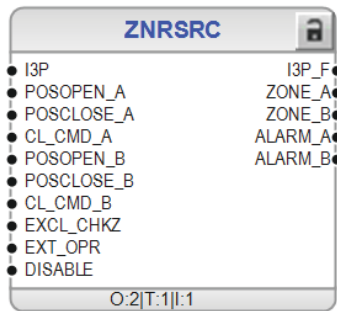 ZNRSRC
I3P I3P_F
POSOPEN_A ZONE_A
POSCLOSE_A ZONE_B
CL_CMD_A ALARM_A
POSOPEN_B ALARM_B
POSCLOSE_B
CL_CMD_B
EXCL_CHKZ
EXT_OPR
DISABLE
O:2|T:1|I:1